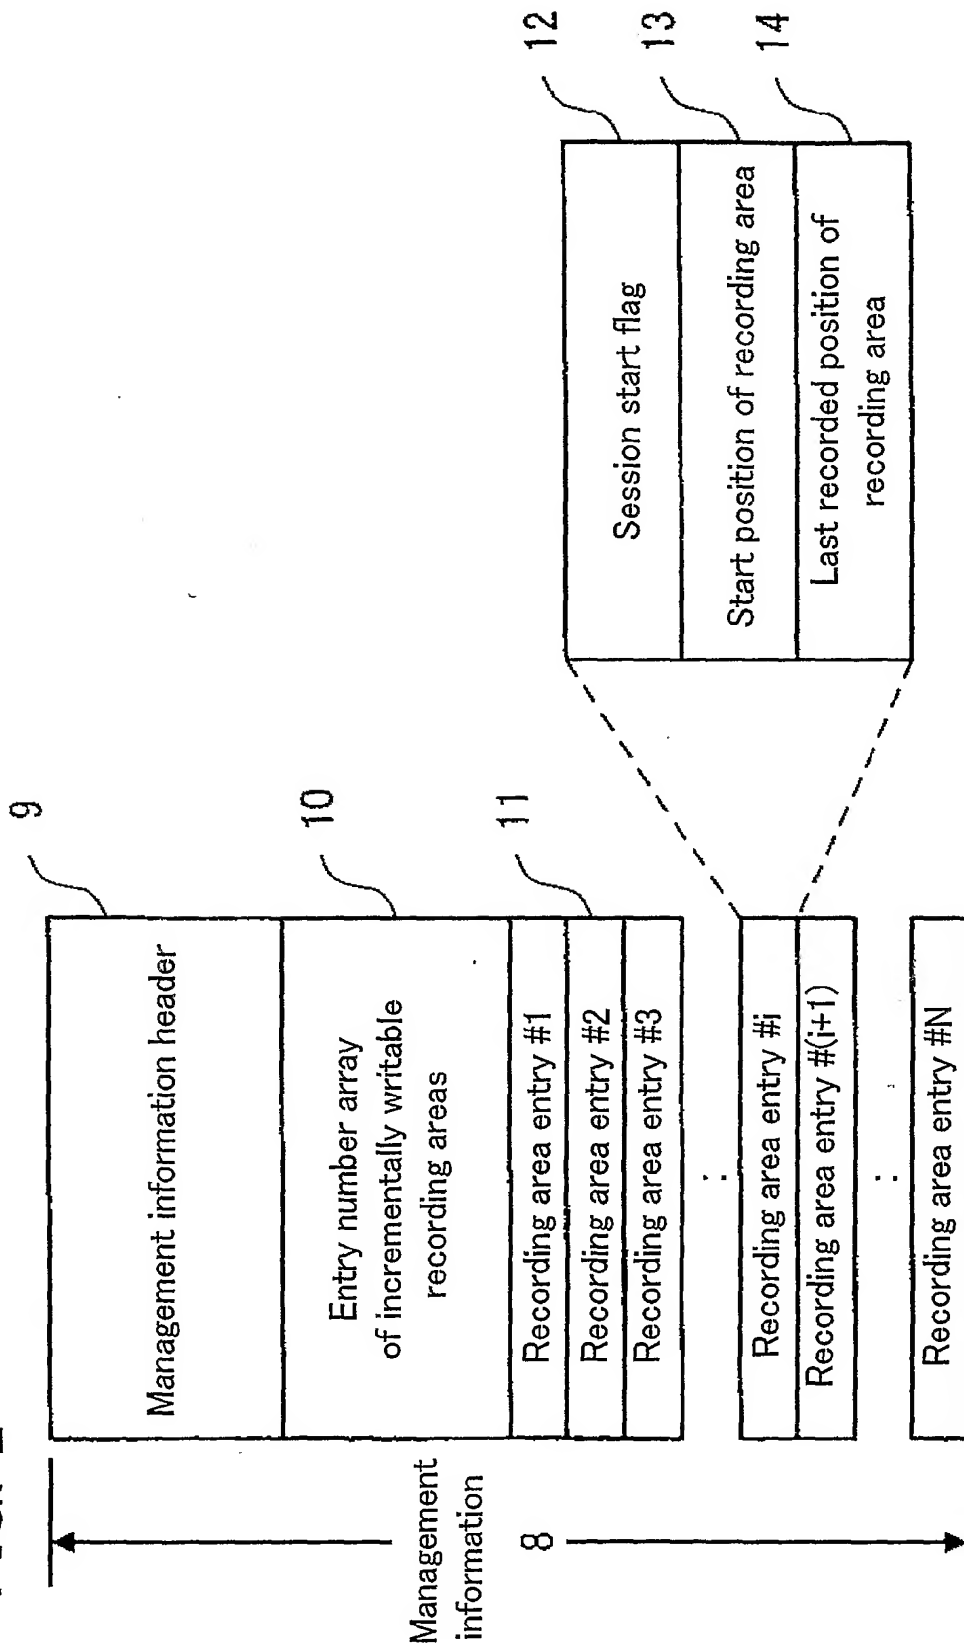 Management
information
8
9
Management information header
10
Entry number array
of incrementally writable
recording areas
11
Recording area entry #1
Recording area entry #2
Recording area entry #3
Recording area entry #i
Recording area entry #(i+1)
Recording area entry #N
12
Session start flag
13
Start position of recording area
14
Last recorded position of
recording area